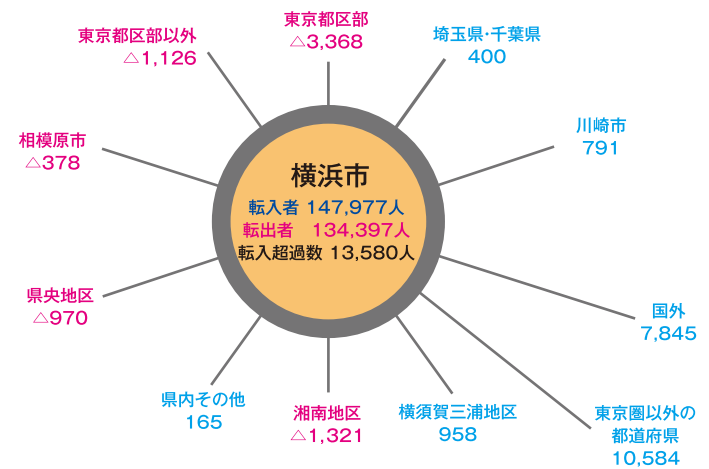 東京都区部
△3,368
東京都区部以外
△1,126
埼玉県・千葉県
400
相模原市
△378
川崎市
791
横浜市
転入者 147,977人
転出者 134,397人
転入超過数 13,580人
県央地区
△970
国外
7,845
県内その他
165
湘南地区
△1,321
横須賀三浦地区
958
東京圏以外の
都道府県
10,584